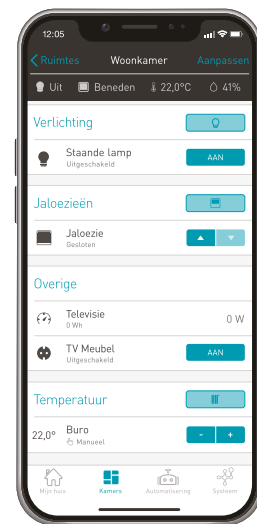 12:05
Ruimtes Woonkamer Aanpassen
Uit Beneden 22,0°C 41%
Verlichting
Staande lamp
Uitgeschakeld
AAN
Jaloezieën
Jaloezie
Gesloten
Overige
Televisie
0 Wh
0 W
TV Meubel
Uitgeschakeld
AAN
Temperatuur
22,0°
Buro
Manueel
- +
Mijn huis Kamers Automatisering Systeem